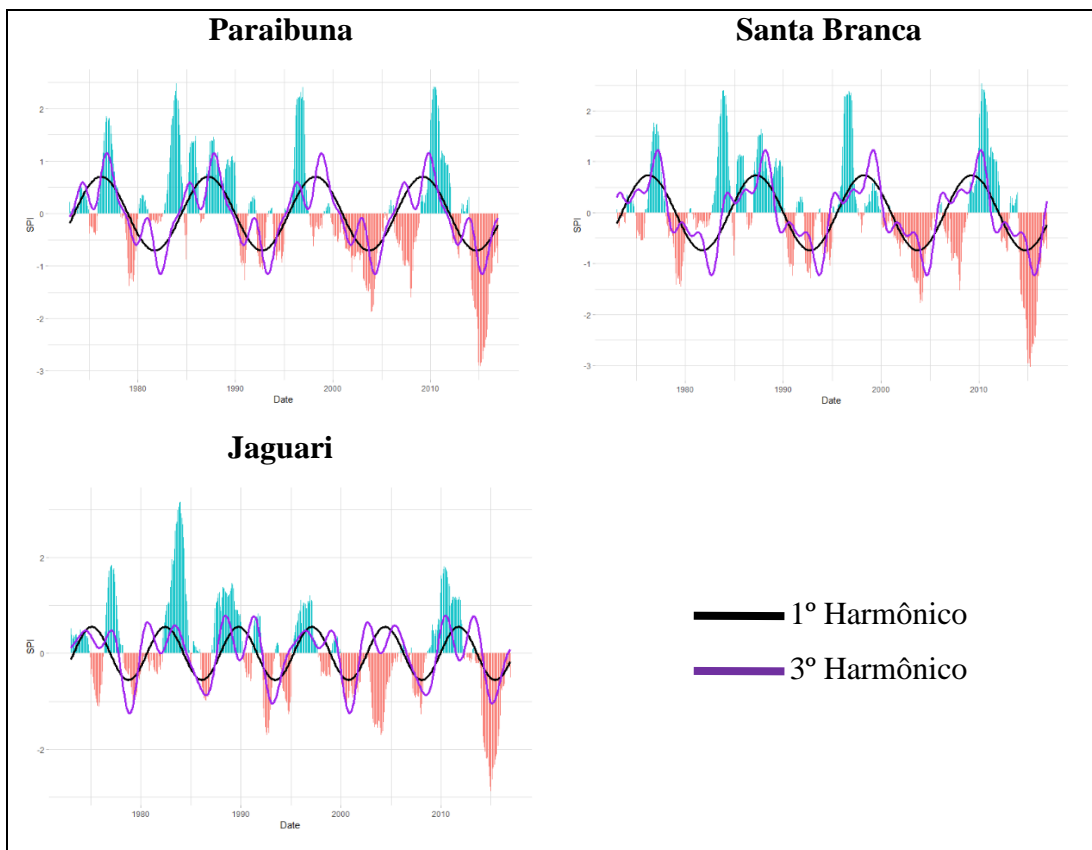 Paraibuna
Santa Branca
SPI
2
1
0
-1
-2
-3
1980
1990
2000
2010
Date
SPI
2
1
0
-1
-2
-3
1980
1990
2000
2010
Date
Jaguari
SPI
2
0
-2
1980
1990
2000
2010
Date
1º Harmônico
3º Harmônico